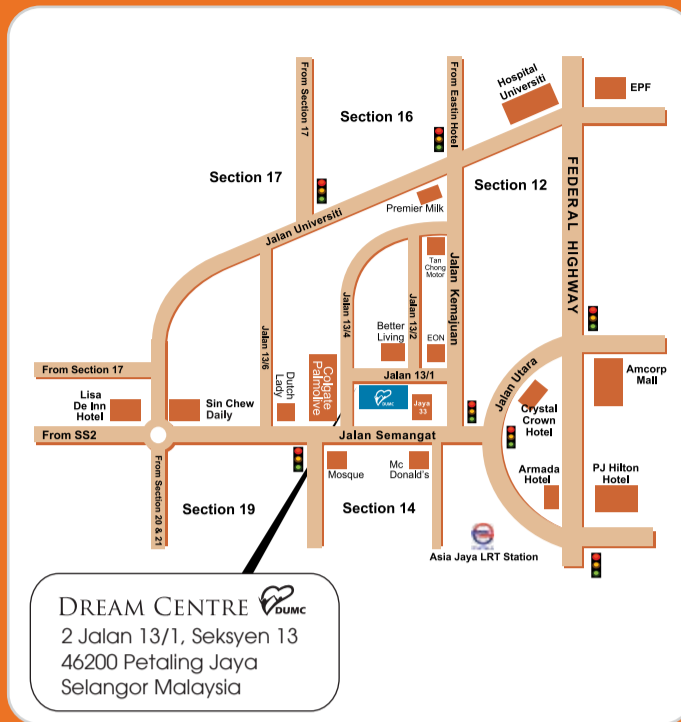 From Section 17
Section 16
From Eastin Hotel
Hospital
Universiti
EPF
Section 17
Section 12
FEDERAL HIGHWAY
Premier Milk
Jalan Universiti
Tan
Chong
Motor
Jalan Kemajuan
Jalan 13/6
Jalan 13/4
Jalan 13/2
Better
Living
EON
From Section 17
Dutch
Lady
Colgate
Palmolive
Jalan 13/1
Jalan Utara
Amcorp
Mall
Lisa
De Inn
Hotel
Sin Chew
Daily
DUMC
Jaya
33
Crystal
Crown
Hotel
From SS2
Jalan Semangat
From Section 20 & 21
Mosque
Mc
Donald's
Armada
Hotel
PJ Hilton
Hotel
Section 19
Section 14
Asia Jaya LRT Station
DREAM CENTRE DUMC
2 Jalan 13/1, Seksyen 13
46200 Petaling Jaya
Selangor Malaysia